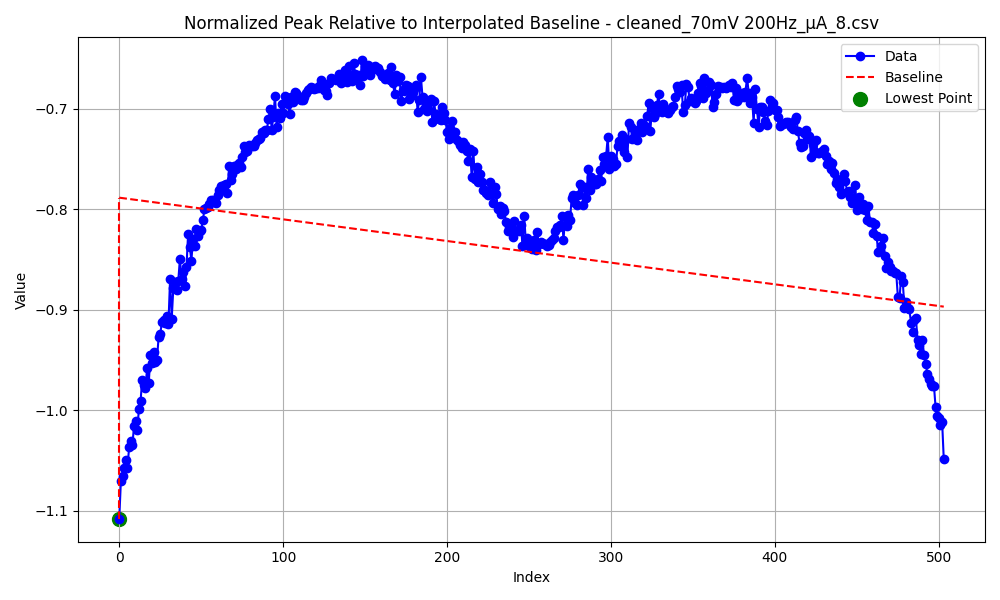 Normalized Peak Relative to Interpolated Baseline - cleaned_70mV 200Hz_μA_8.csv
Data
Baseline
Lowest Point
Value
−0.7
−0.8
−0.9
−1.0
−1.1
0
100
200
300
400
500
Index